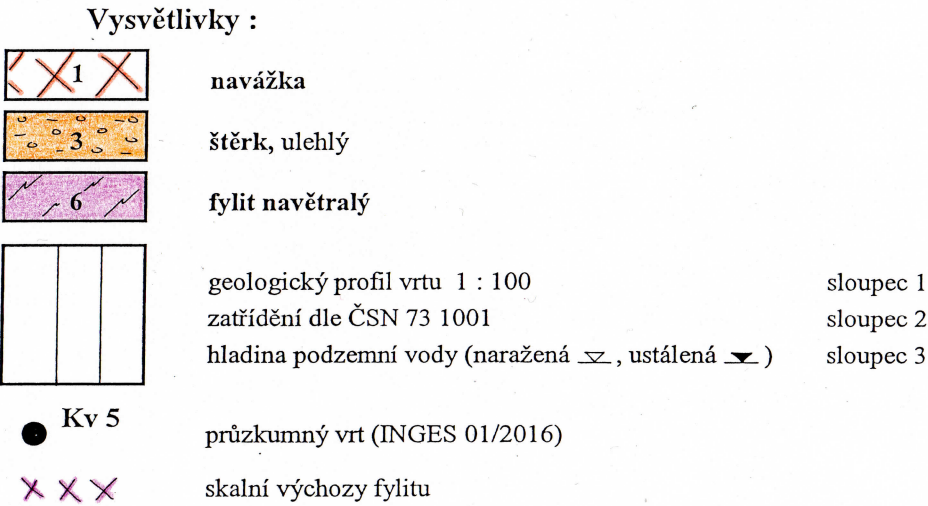 Vysvětlivky :
1 navážka
3 štěrk, ulehlý
6 fylit navětralý
geologický profil vrtu 1 : 100 sloupec 1
zatřídění dle ČSN 73 1001 sloupec 2
hladina podzemní vody (naražená , ustálená ) sloupec 3
Kv 5 průzkumný vrt (INGES 01/2016)
skalní výchozy fylitu